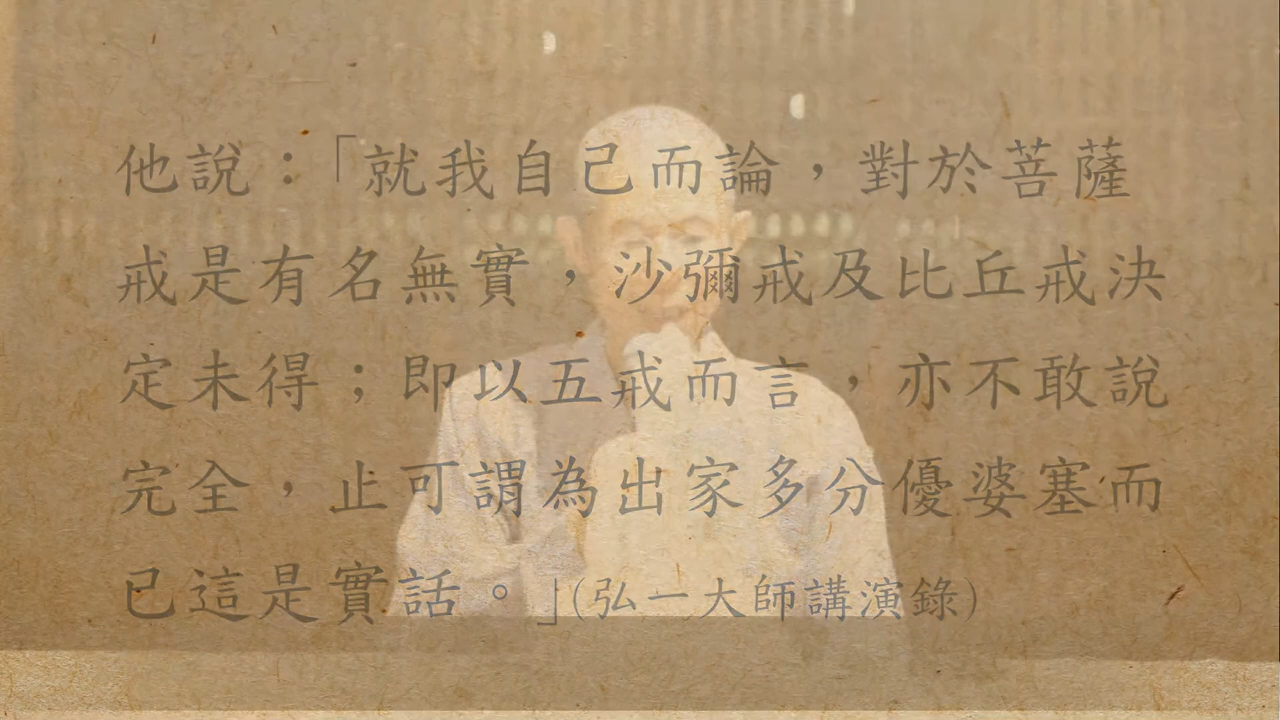 他說：「就我自己而論，對於菩薩
戒是有名無實，沙彌戒及比丘戒決
定未得；即以五戒而言，亦不敢說
完全，止可謂為出家多分優婆塞而
已這是實話。」(弘一大師講演錄)